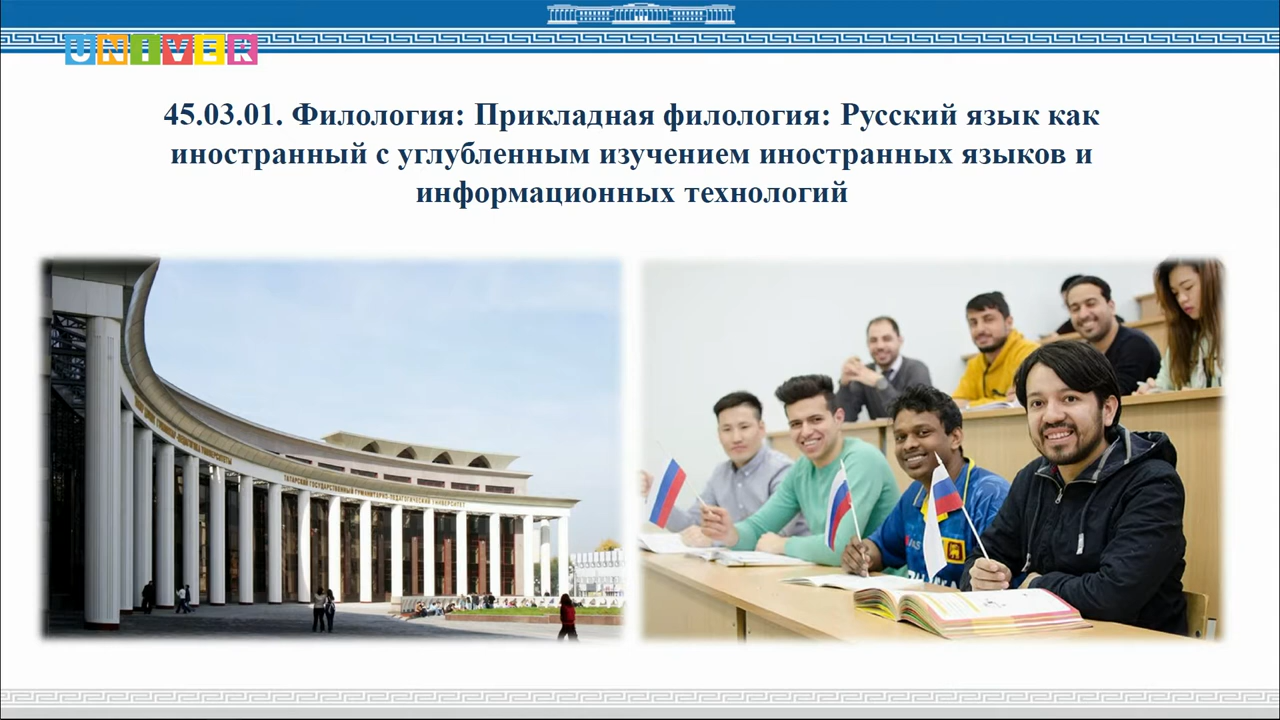 UNIVER
45.03.01. Филология: Прикладная филология: Русский язык как
иностранный с углубленным изучением иностранных языков и
информационных технологий
ТАТАРСКИЙ ГОСУДАРСТВЕННЫЙ ГУМАНИТАРНО-ПЕДАГОГИЧЕСКИЙ УНИВЕРСИТЕТ